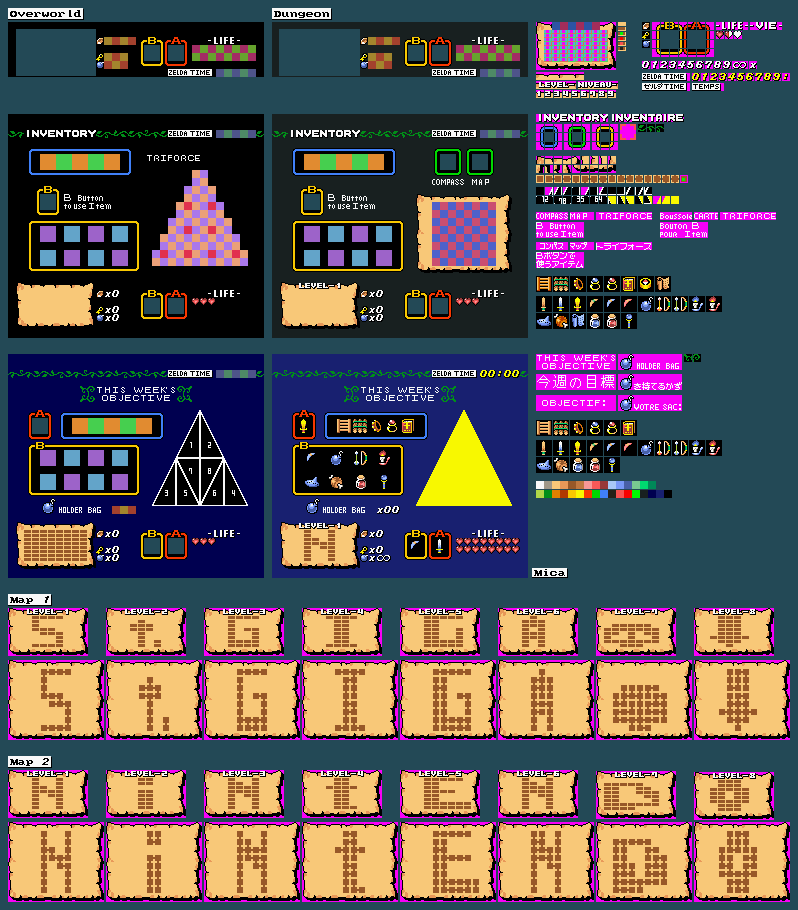 Overworld
Dungeon
B A -LIFE-
ZELDA TIME
B A -LIFE-
ZELDA TIME
B A -LIFE- -VIE-
0123456789∞x
ZELDA TIME 0123456789:
ゼルダTIME TEMPS
LEVEL- NIVEAU-
123456789
INVENTORY ZELDA TIME
TRIFORCE
B
B Button
to use Item
x0
x0
x0
B A -LIFE-
INVENTORY ZELDA TIME
COMPASS MAP
B
B Button
to use Item
LEVEL-1
x0
x0
x0
B A -LIFE-
INVENTORY INVENTAIRE
12 78 35 64
COMPASS MAP TRIFORCE
BousSole CARTE TRIFORCE
B Button
to use Item
Bouton B
pour Item
コンパス マップ トライフォース
Bボタンで
使うアイテム
ZELDA TIME
THIS WEEK'S
OBJECTIVE
A
B
1 2
7 8
3 5 6 4
HOLDER BAG
x0
x0
x0
B A -LIFE-
ZELDA TIME 00:00
THIS WEEK'S
OBJECTIVE
A
B
HOLDER BAG x00
LEVEL-1
x0
x0
x∞
B A -LIFE-
THIS WEEK'S
OBJECTIVE
HOLDER BAG
今週の目標
き持てるかぎ
OBJECTIF:
VOTRE SAC:
Mica
Map 1
LEVEL-1 LEVEL-2 LEVEL-3 LEVEL-4 LEVEL-5 LEVEL-6 LEVEL-7 LEVEL-8
Map 2
LEVEL-1 LEVEL-2 LEVEL-3 LEVEL-4 LEVEL-5 LEVEL-6 LEVEL-7 LEVEL-8